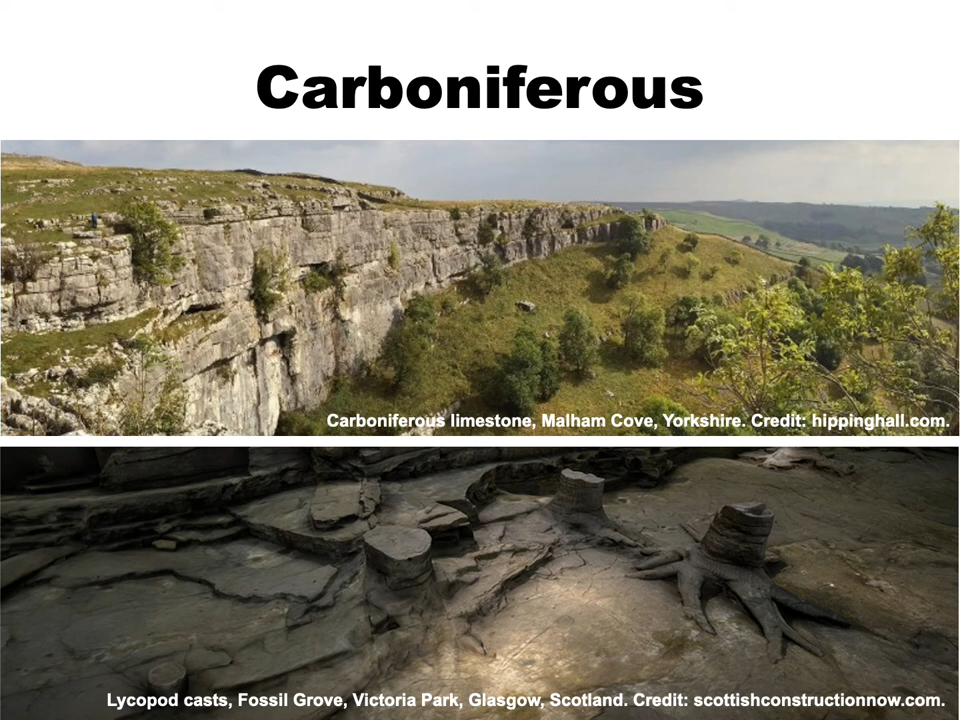 Carboniferous
Carboniferous limestone, Malham Cove, Yorkshire. Credit: hippinghall.com.
Lycopod casts, Fossil Grove, Victoria Park, Glasgow, Scotland. Credit: scottishconstructionnow.com.